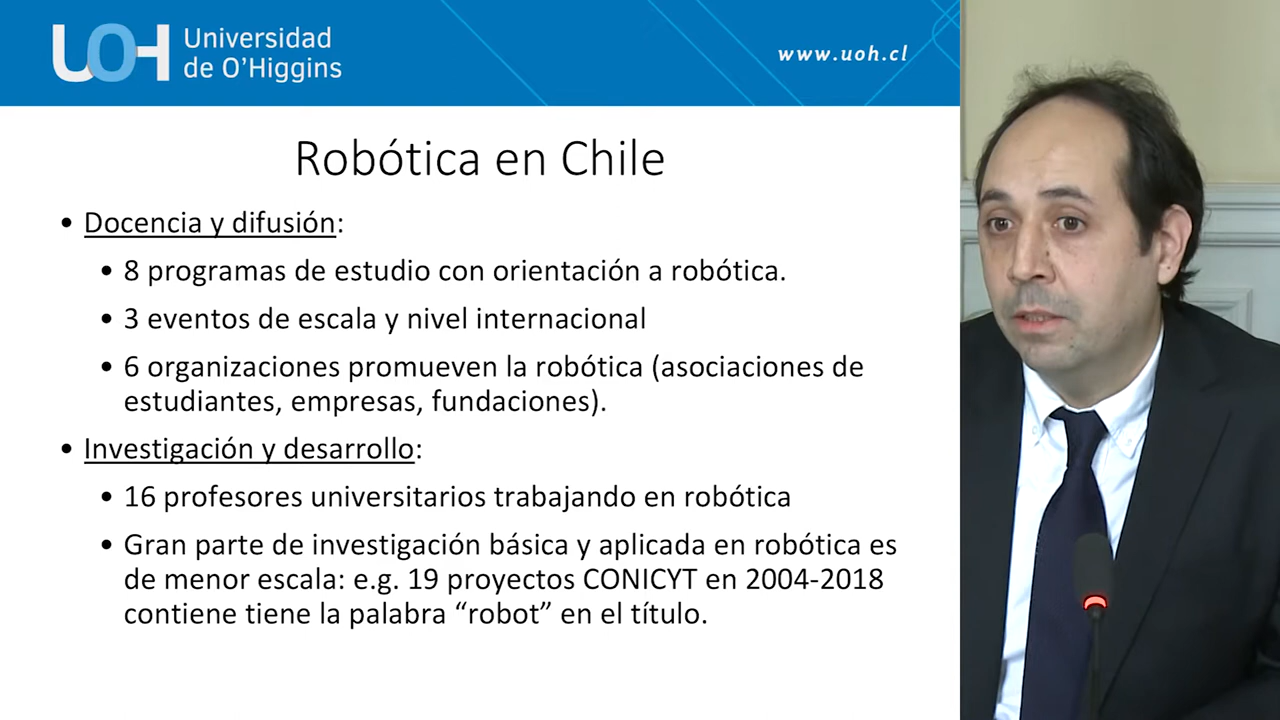 UOH Universidad
de O'Higgins
www.uoh.cl
Robótica en Chile
• Docencia y difusión:
• 8 programas de estudio con orientación a robótica.
• 3 eventos de escala y nivel internacional
• 6 organizaciones promueven la robótica (asociaciones de
estudiantes, empresas, fundaciones).
• Investigación y desarrollo:
• 16 profesores universitarios trabajando en robótica
• Gran parte de investigación básica y aplicada en robótica es
de menor escala: e.g. 19 proyectos CONICYT en 2004-2018
contiene tiene la palabra “robot” en el título.